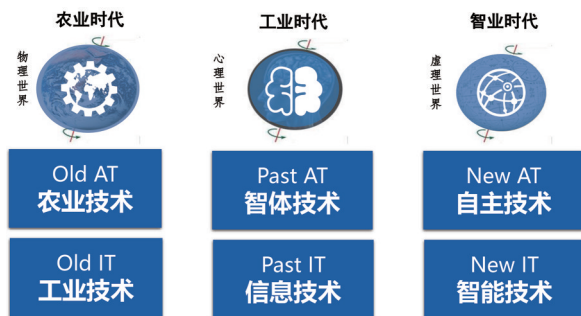 农业时代
工业时代
智业时代
物理世界
心理世界
虚理世界
Old AT
农业技术
Past AT
智体技术
New AT
自主技术
Old IT
工业技术
Past IT
信息技术
New IT
智能技术